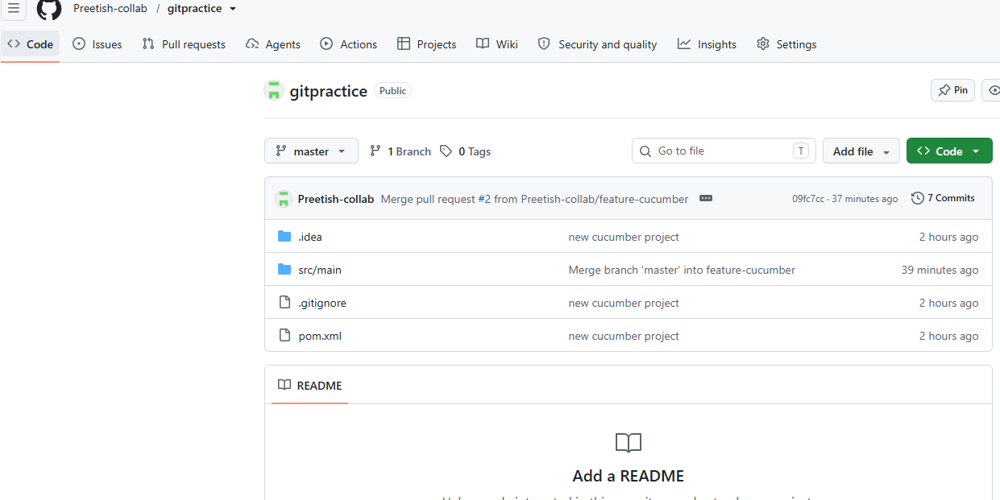 Preetish-collab / gitpractice
Code Issues Pull requests Agents Actions Projects Wiki Security and quality Insights Settings
gitpractice Public Pin
master 1 Branch 0 Tags Go to file T Add file Code
Preetish-collab Merge pull request #2 from Preetish-collab/feature-cucumber 09fc7cc · 37 minutes ago 7 Commits
.idea new cucumber project 2 hours ago
src/main Merge branch 'master' into feature-cucumber 39 minutes ago
.gitignore new cucumber project 2 hours ago
pom.xml new cucumber project 2 hours ago
README
Add a README